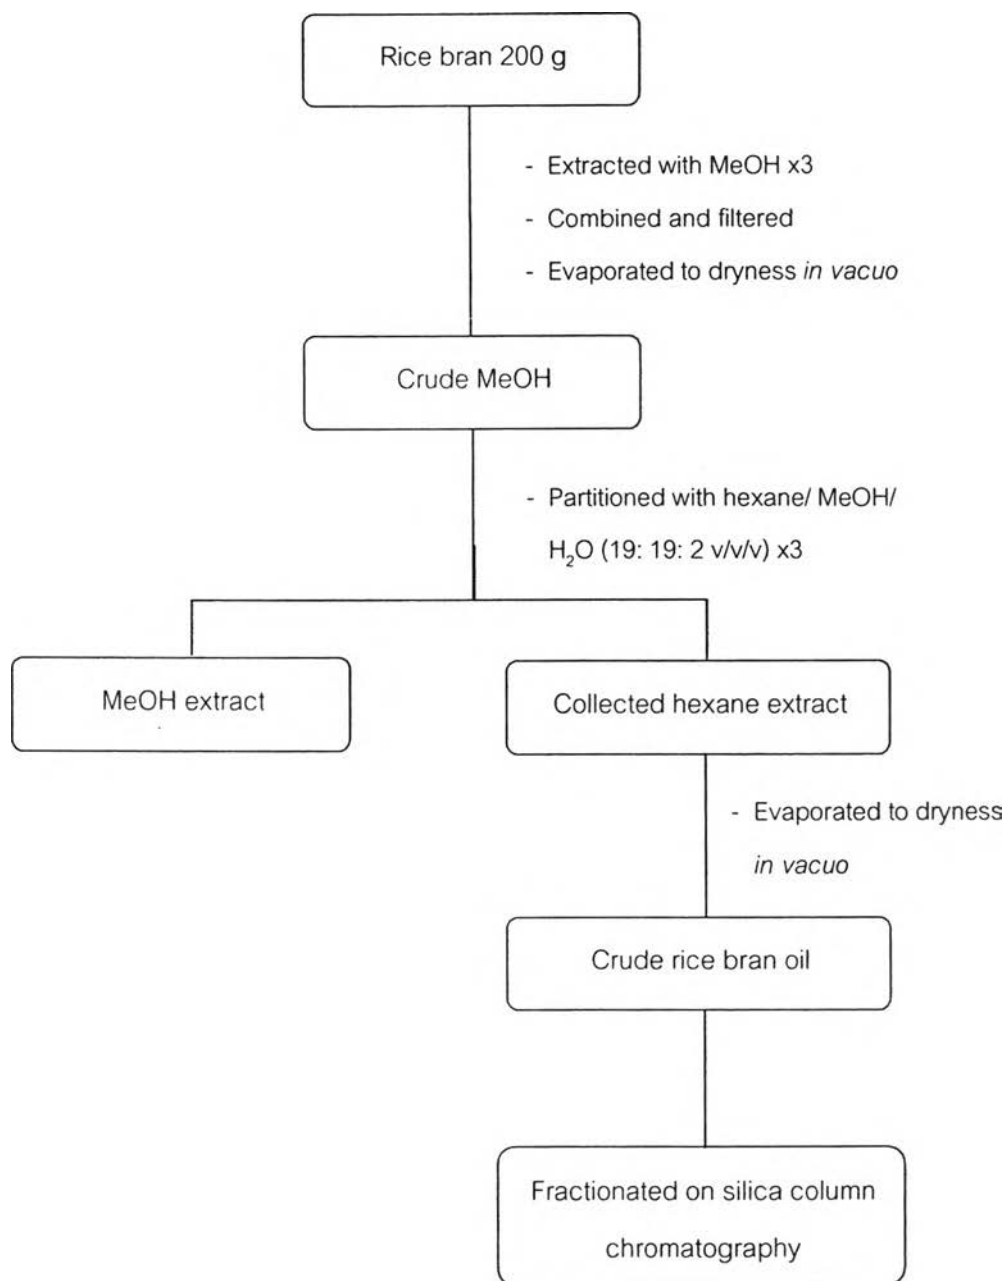 Rice bran 200 g
- Extracted with MeOH x3
- Combined and filtered
- Evaporated to dryness in vacuo
Crude MeOH
- Partitioned with hexane/ MeOH/
H₂O (19: 19: 2 v/v/v) x3
MeOH extract
Collected hexane extract
- Evaporated to dryness
in vacuo
Crude rice bran oil
Fractionated on silica column
chromatography